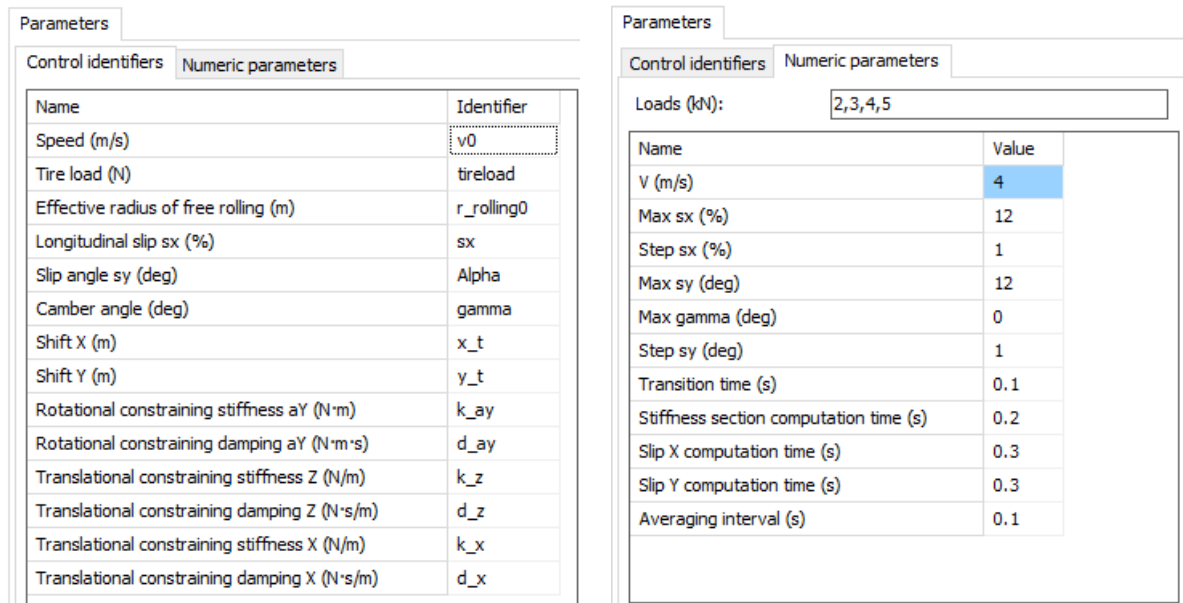 Parameters
Control identifiers Numeric parameters
Name Identifier
Speed (m/s) v0
Tire load (N) tireload
Effective radius of free rolling (m) r_rolling0
Longitudinal slip sx (%) sx
Slip angle sy (deg) Alpha
Camber angle (deg) gamma
Shift X (m) x_t
Shift Y (m) y_t
Rotational constraining stiffness aY (N·m) k_ay
Rotational constraining damping aY (N·m·s) d_ay
Translational constraining stiffness Z (N/m) k_z
Translational constraining damping Z (N·s/m) d_z
Translational constraining stiffness X (N/m) k_x
Translational constraining damping X (N·s/m) d_x
Parameters
Control identifiers Numeric parameters
Loads (kN): 2,3,4,5
Name Value
V (m/s) 4
Max sx (%) 12
Step sx (%) 1
Max sy (deg) 12
Max gamma (deg) 0
Step sy (deg) 1
Transition time (s) 0.1
Stiffness section computation time (s) 0.2
Slip X computation time (s) 0.3
Slip Y computation time (s) 0.3
Averaging interval (s) 0.1